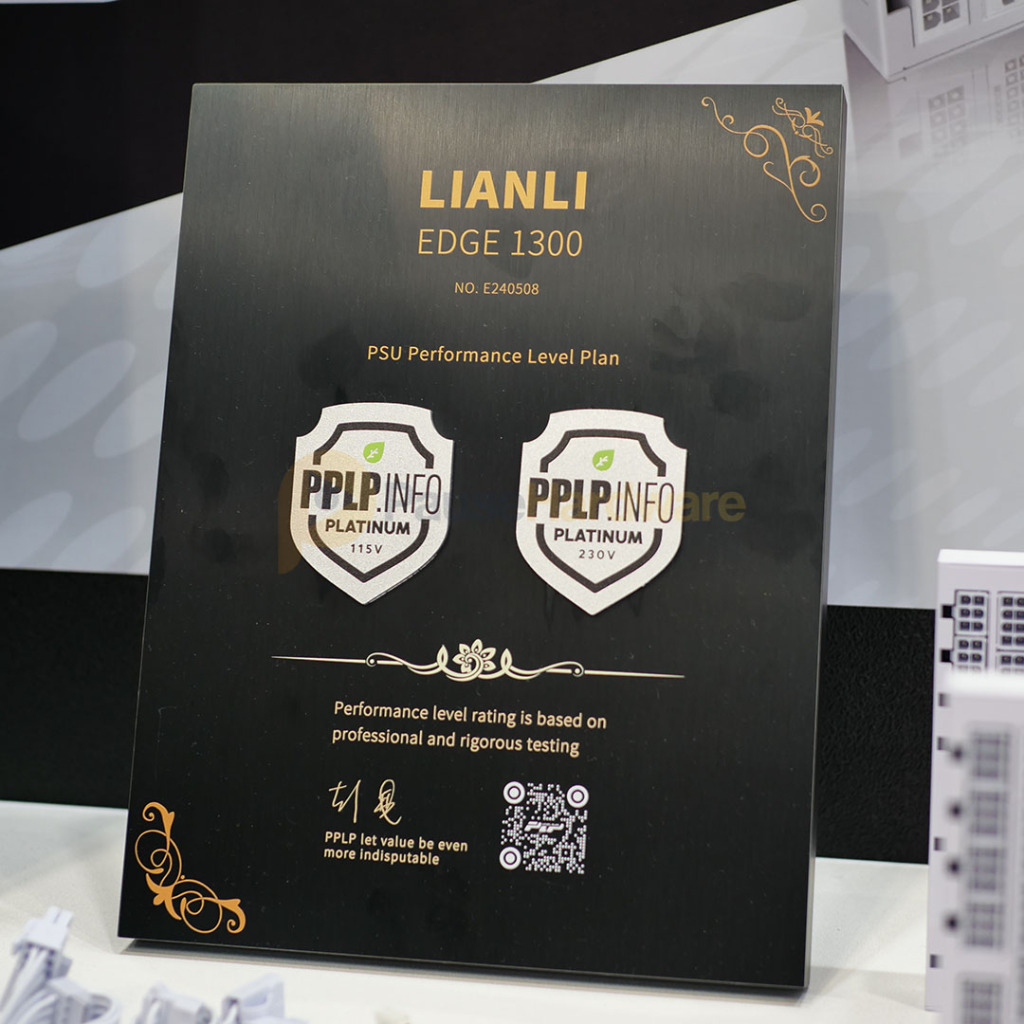 LIANLI
EDGE 1300
NO. E240508
PSU Performance Level Plan
PPLP.INFO
PLATINUM
115V
PPLP.INFO
PLATINUM
230V
Performance level rating is based on
professional and rigorous testing
PPLP let value be even
more indisputable